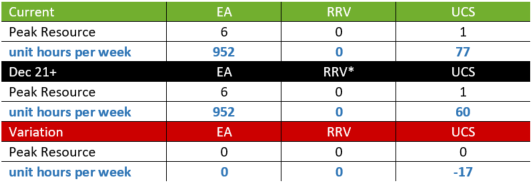 Current EA RRV UCS
Peak Resource 6 0 1
unit hours per week 952 0 77
Dec 21+ EA RRV* UCS
Peak Resource 6 0 1
unit hours per week 952 0 60
Variation EA RRV UCS
Peak Resource 0 0 0
unit hours per week 0 0 -17